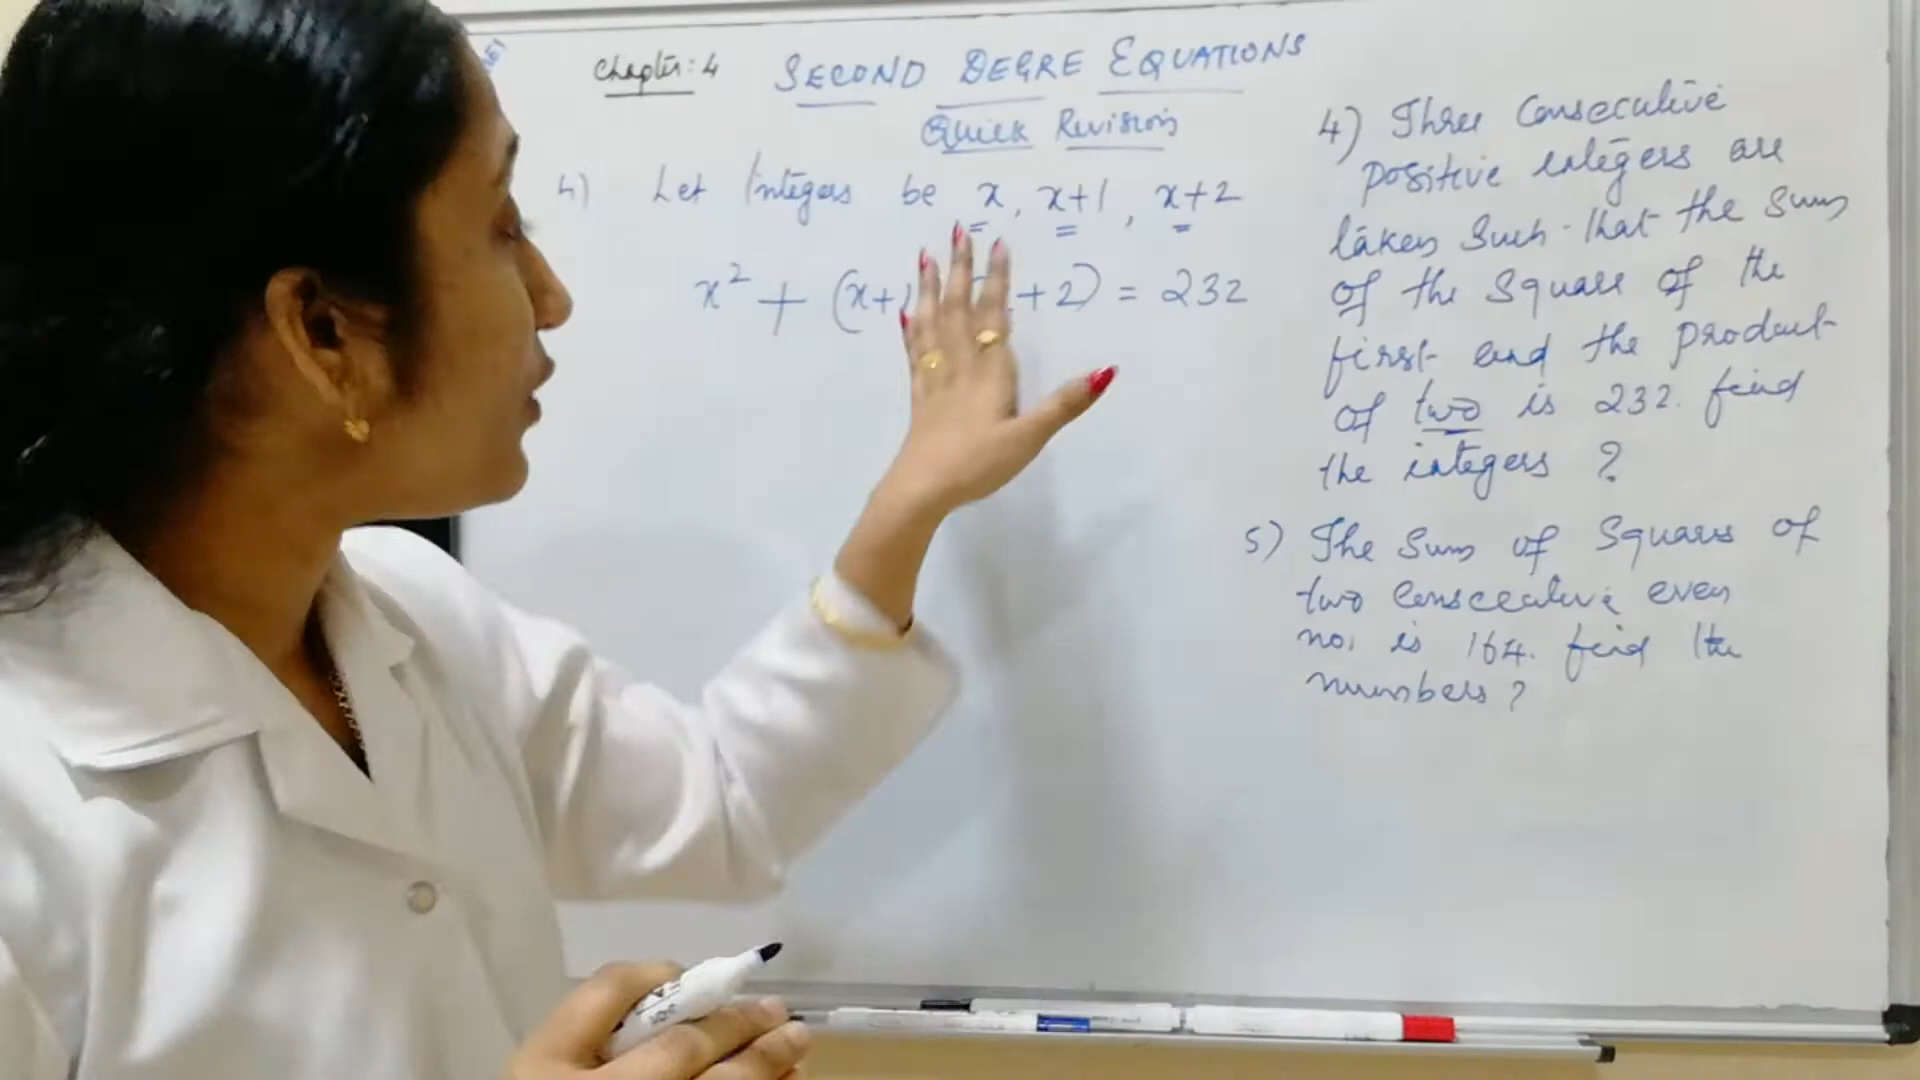 Chapter: 4 SECOND DEGRE EQUATIONS
Quick Revision
4) Let Integers be x, x+1, x+2
x² + (x+1 +2) = 232
4) Three Consecutive
positive integers are
taken Such that the Sum
of the Square of the
first and the product
of two is 232. find
the integers ?
5) The Sum of Squares of
two consecutive even
no. is 164. find the
numbers ?